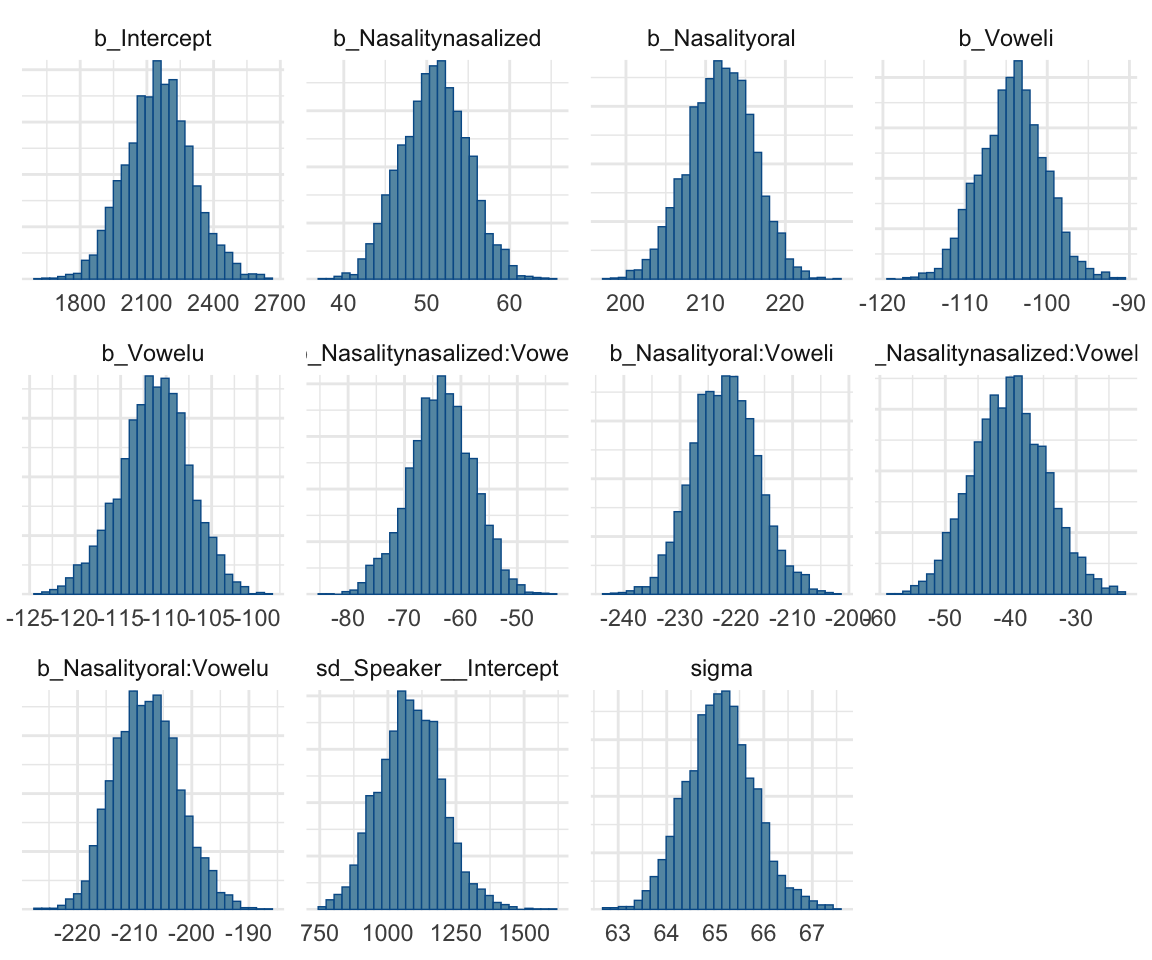 b_Intercept b_Nasalitynasalized b_Nasalityoral b_Voweli
1800 2100 2400 2700 40 50 60 200 210 220 -120 -110 -100 -90
b_Vowelu _Nasalitynasalized:Vowe b_Nasalityoral:Voweli _Nasalitynasalized:Vowel
-125 -120 -115 -110 -105 -100 -80 -70 -60 -50 -240 -230 -220 -210 -200 -60 -50 -40 -30
b_Nasalityoral:Vowelu sd_Speaker__Intercept sigma
-220 -210 -200 -190 750 1000 1250 1500 63 64 65 66 67